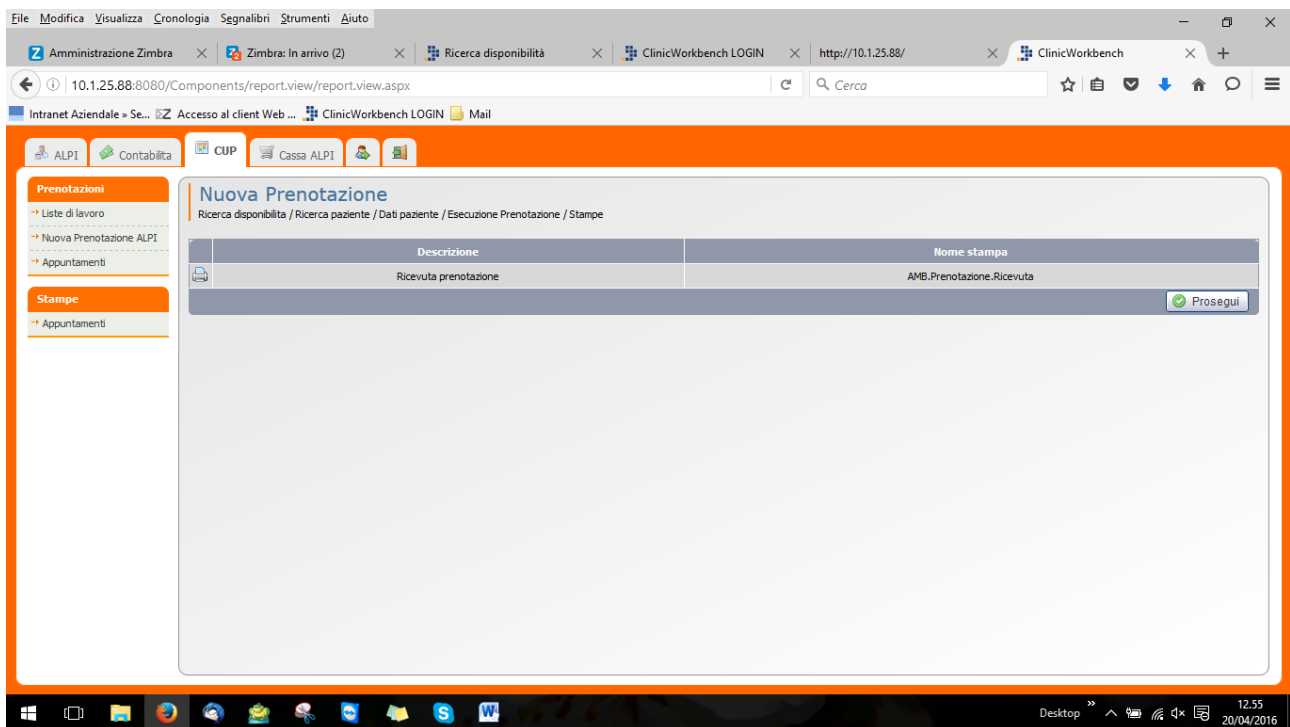 File Modifica Visualizza Cronologia Segnalibri Strumenti Aiuto
Amministrazione Zimbra
Zimbra: In arrivo (2)
Ricerca disponibilità
ClinicWorkbench LOGIN
http://10.1.25.88/
ClinicWorkbench
10.1.25.88:8080/Components/report.view/report.view.aspx
Cerca
Intranet Aziendale » Se... Accesso al client Web ... ClinicWorkbench LOGIN Mail
ALPI
Contabilita
CUP
Cassa ALPI
Prenotazioni
Liste di lavoro
Nuova Prenotazione ALPI
Appuntamenti
Stampe
Appuntamenti
Nuova Prenotazione
Ricerca disponibilita / Ricerca paziente / Dati paziente / Esecuzione Prenotazione / Stampe
Descrizione Nome stampa
Ricevuta prenotazione AMB.Prenotazione.Ricevuta
Prosegui
Desktop
12.55
20/04/2016